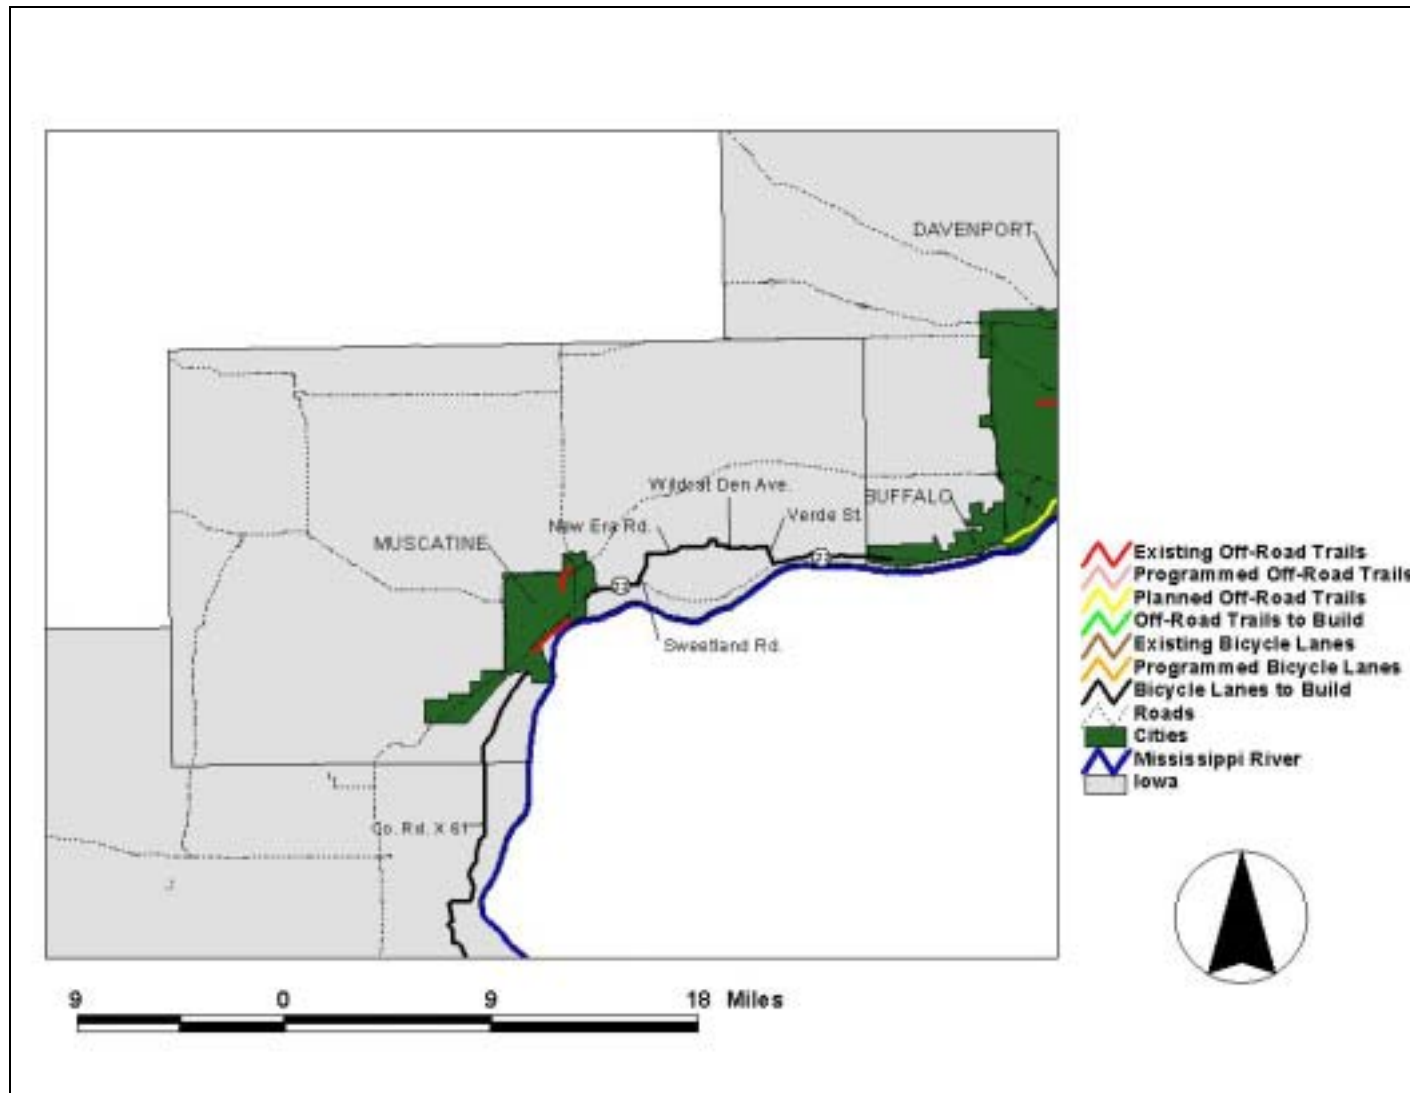 DAVENPORT
Wildcat Den Ave.
BUFFALO
Verde St.
New Era Rd.
MUSCATINE
22
22
Sweetland Rd.
Co. Rd. X 61
Existing Off-Road Trails
Programmed Off-Road Trails
Planned Off-Road Trails
Off-Road Trails to Build
Existing Bicycle Lanes
Programmed Bicycle Lanes
Bicycle Lanes to Build
Roads
Cities
Mississippi River
Iowa
9 0 9 18 Miles